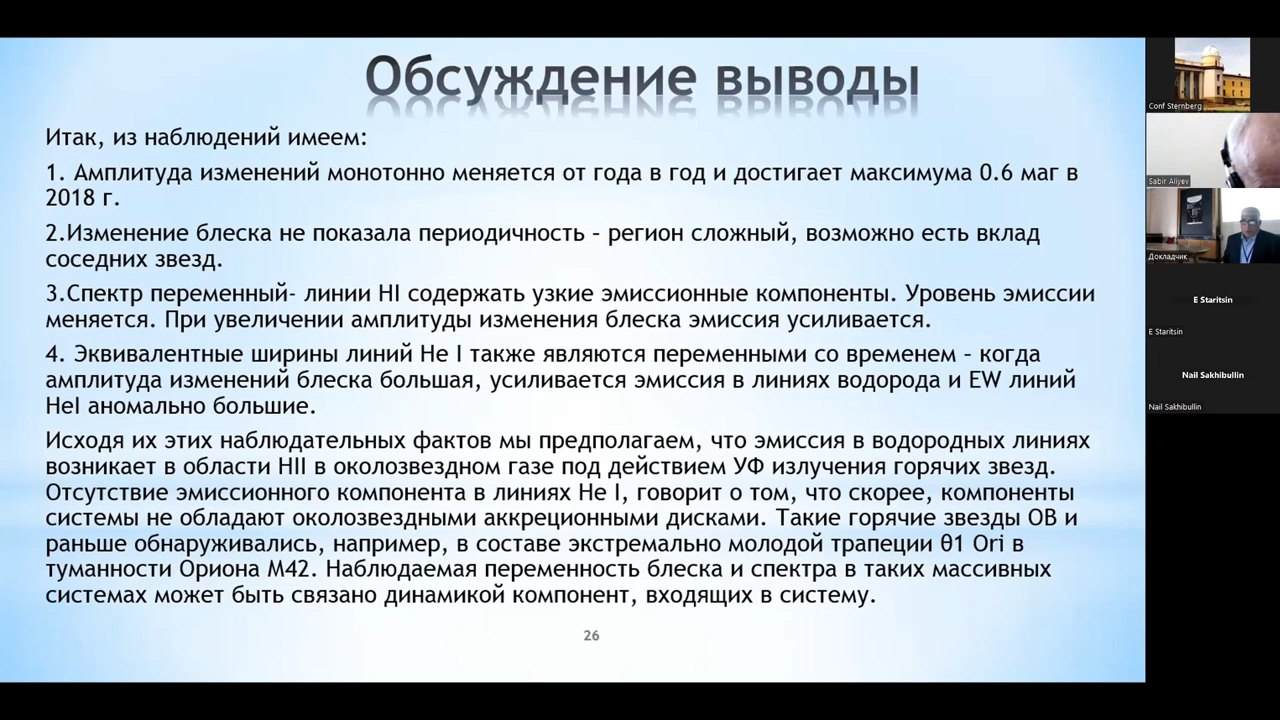 Обсуждение выводы
Итак, из наблюдений имеем:
1. Амплитуда изменений монотонно меняется от года в год и достигает максимума 0.6 маг в
2018 г.
2.Изменение блеска не показала периодичность – регион сложный, возможно есть вклад
соседних звезд.
3.Спектр переменный- линии HI содержать узкие эмиссионные компоненты. Уровень эмиссии
меняется. При увеличении амплитуды изменения блеска эмиссия усиливается.
4. Эквивалентные ширины линий He I также являются переменными со временем – когда
амплитуда изменений блеска большая, усиливается эмиссия в линиях водорода и EW линий
HeI аномально большие.
Исходя их этих наблюдательных фактов мы предполагаем, что эмиссия в водородных линиях
возникает в области HII в околозвездном газе под действием УФ излучения горячих звезд.
Отсутствие эмиссионного компонента в линиях He I, говорит о том, что скорее, компоненты
системы не обладают околозвездными аккреционными дисками. Такие горячие звезды ОВ и
раньше обнаруживались, например, в составе экстремально молодой трапеции θ1 Ori в
туманности Ориона М42. Наблюдаемая переменность блеска и спектра в таких массивных
системах может быть связано динамикой компонент, входящих в систему.
26
Conf Sternberg
Sabir Aliyev
Докладчик
E Staritsin
E Staritsin
Nail Sakhibullin
Nail Sakhibullin